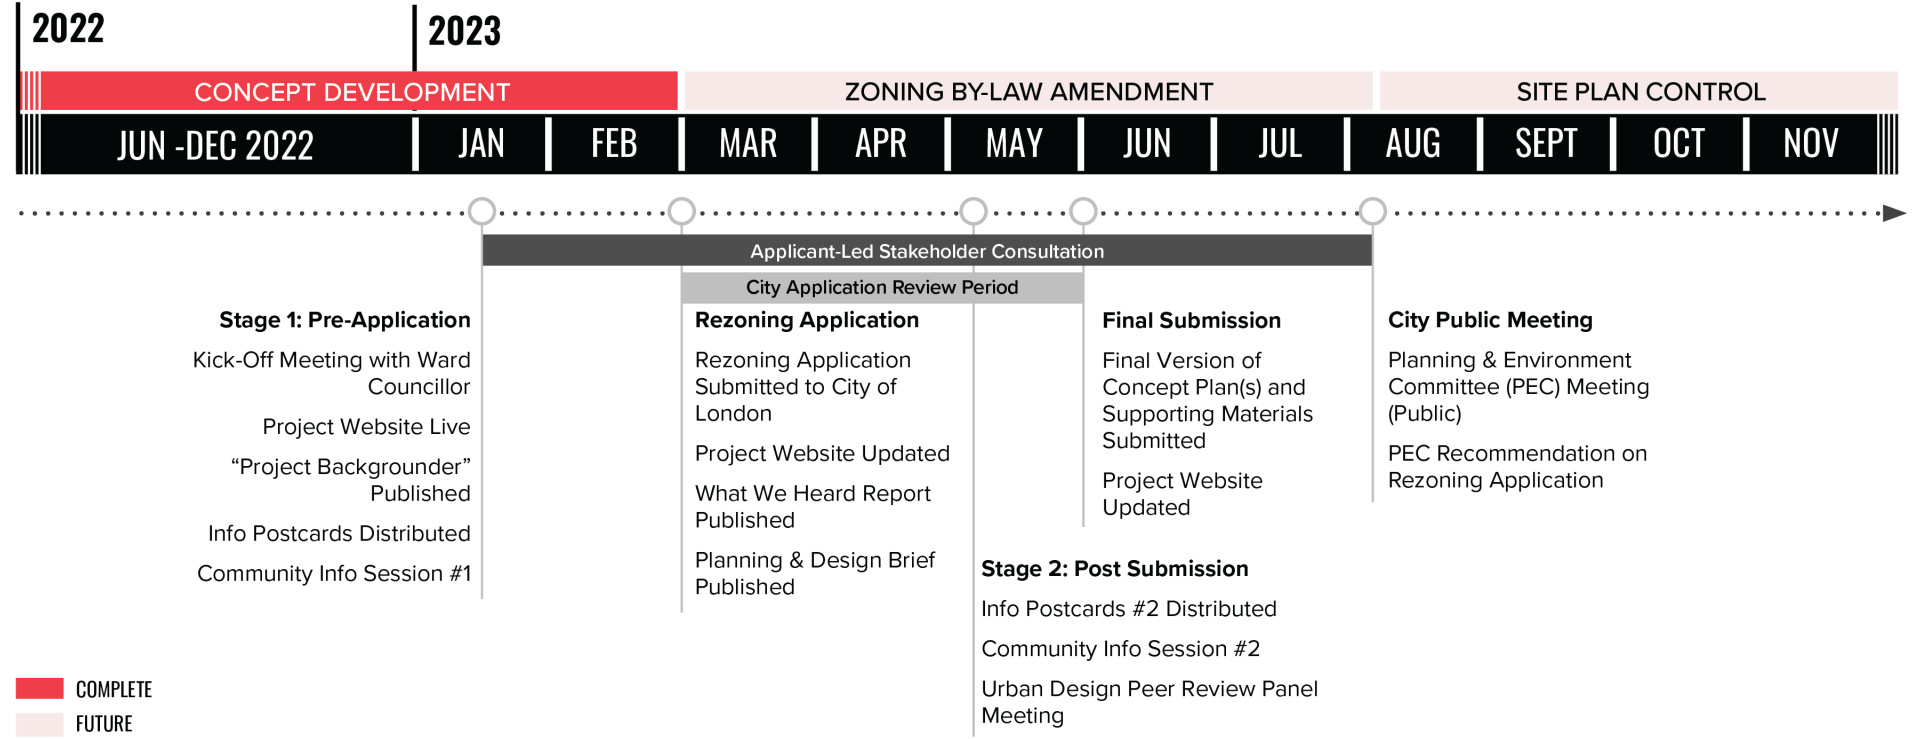 2022
2023
CONCEPT DEVELOPMENT
ZONING BY-LAW AMENDMENT
SITE PLAN CONTROL
JUN -DEC 2022
JAN
FEB
MAR
APR
MAY
JUN
JUL
AUG
SEPT
OCT
NOV
Applicant-Led Stakeholder Consultation
City Application Review Period
Stage 1: Pre-Application
Kick-Off Meeting with Ward
Councillor
Project Website Live
“Project Backgrounder”
Published
Info Postcards Distributed
Community Info Session #1
Rezoning Application
Rezoning Application
Submitted to City of
London
Project Website Updated
What We Heard Report
Published
Planning & Design Brief
Published
Stage 2: Post Submission
Info Postcards #2 Distributed
Community Info Session #2
Urban Design Peer Review Panel
Meeting
Final Submission
Final Version of
Concept Plan(s) and
Supporting Materials
Submitted
Project Website
Updated
City Public Meeting
Planning & Environment
Committee (PEC) Meeting
(Public)
PEC Recommendation on
Rezoning Application
COMPLETE
FUTURE